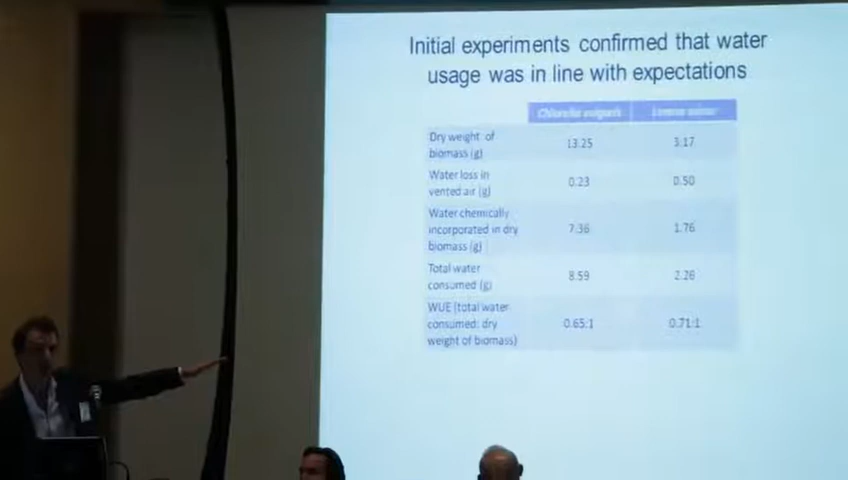 Initial experiments confirmed that water
usage was in line with expectations
Chlorella vulgaris Lemna minor
Dry weight of
biomass (g) 13.25 3.17
Water loss in
vented air (g) 0.23 0.50
Water chemically
incorporated in dry
biomass (g) 7.36 1.76
Total water
consumed (g) 8.59 2.26
WUE (total water
consumed: dry
weight of biomass) 0.65:1 0.71:1